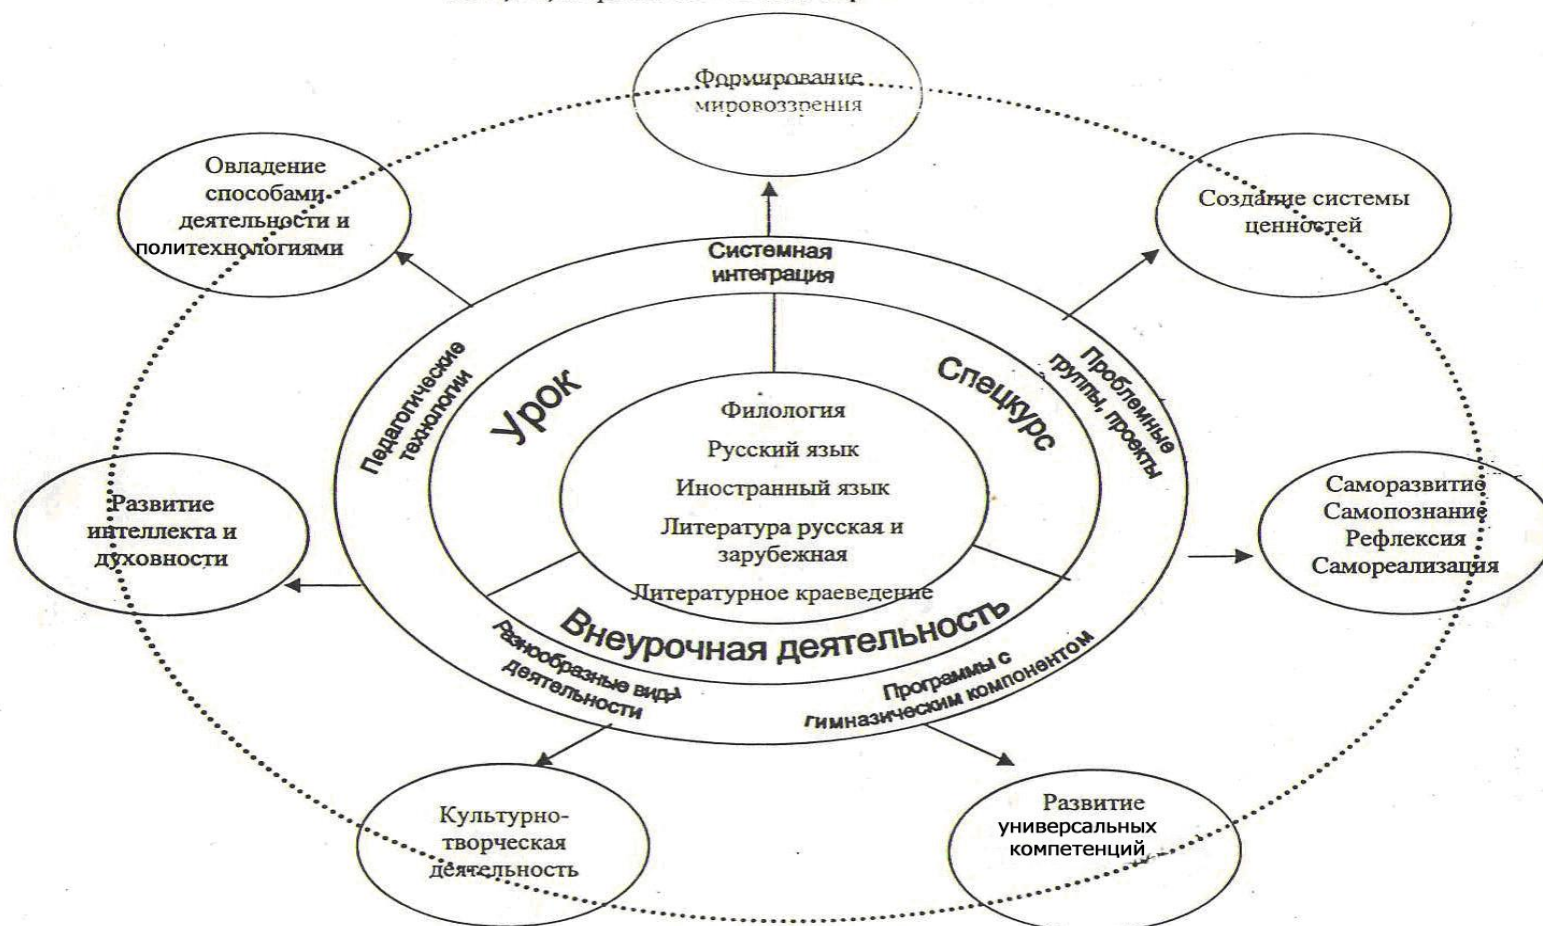 Формирование
мировоззрения
Овладение
способами
деятельности и
политехнологиями
Создание системы
ценностей
Системная
интеграция
Педагогические
технологии
Урок
Спецкурс
Проблемные
группы, проекты
Филология
Русский язык
Иностранный язык
Литература русская и
зарубежная
Литературное краеведение
Развитие
интеллекта и
духовности
Саморазвитие
Самопознание
Рефлексия
Самореализация
Внеурочная деятельность
Разнообразные виды
деятельности
Программы с
гимназическим компонентом
Культурно-
творческая
деятельность
Развитие
универсальных
компетенций